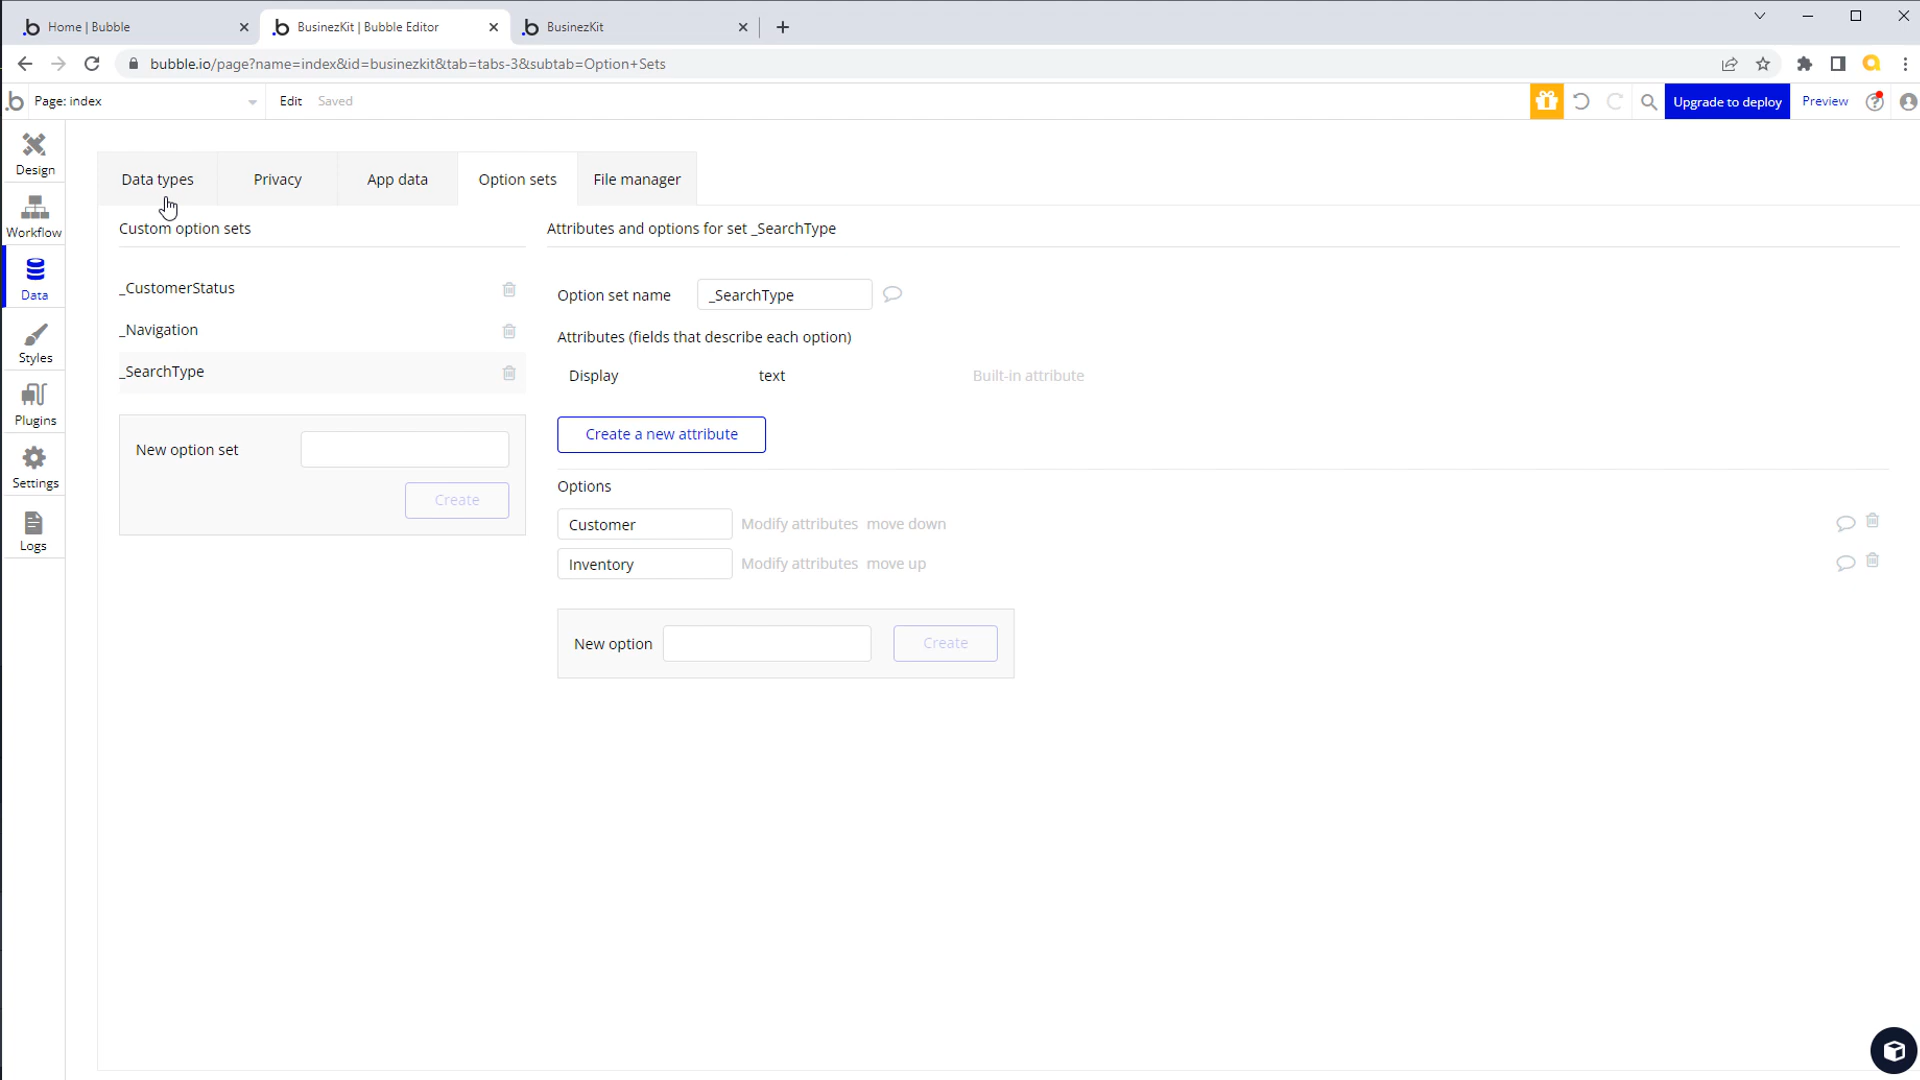 Home | Bubble
BusinezKit | Bubble Editor
BusinezKit
bubble.io/page?name=index&id=businezkit&tab=tabs-3&subtab=Option+Sets
Page: index
Edit
Saved
Upgrade to deploy
Preview
Design
Workflow
Data
Styles
Plugins
Settings
Logs
Data types
Privacy
App data
Option sets
File manager
Custom option sets
_CustomerStatus
_Navigation
_SearchType
New option set
Create
Attributes and options for set _SearchType
Option set name _SearchType
Attributes (fields that describe each option)
Display text Built-in attribute
Create a new attribute
Options
Customer Modify attributes move down
Inventory Modify attributes move up
New option Create